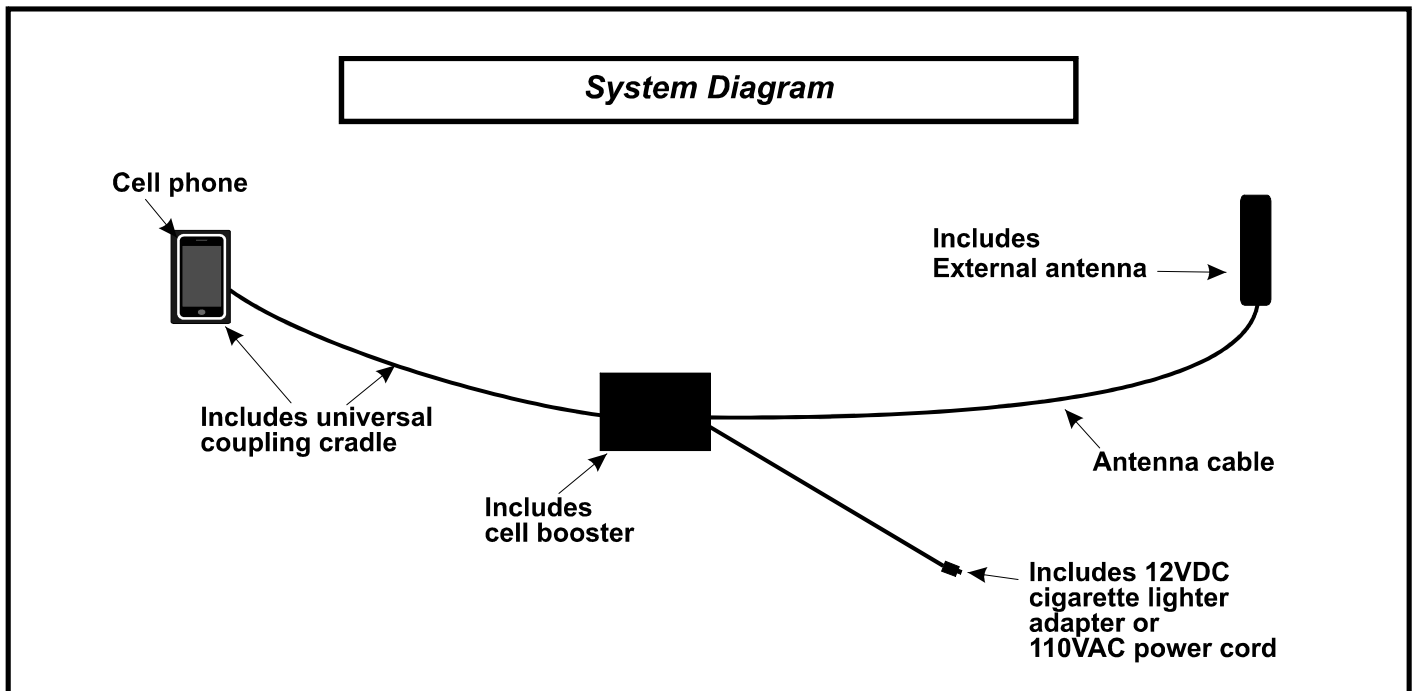 System Diagram
Cell phone
Includes
External antenna
Includes universal
coupling cradle
Antenna cable
Includes
cell booster
Includes 12VDC
cigarette lighter
adapter or
110VAC power cord